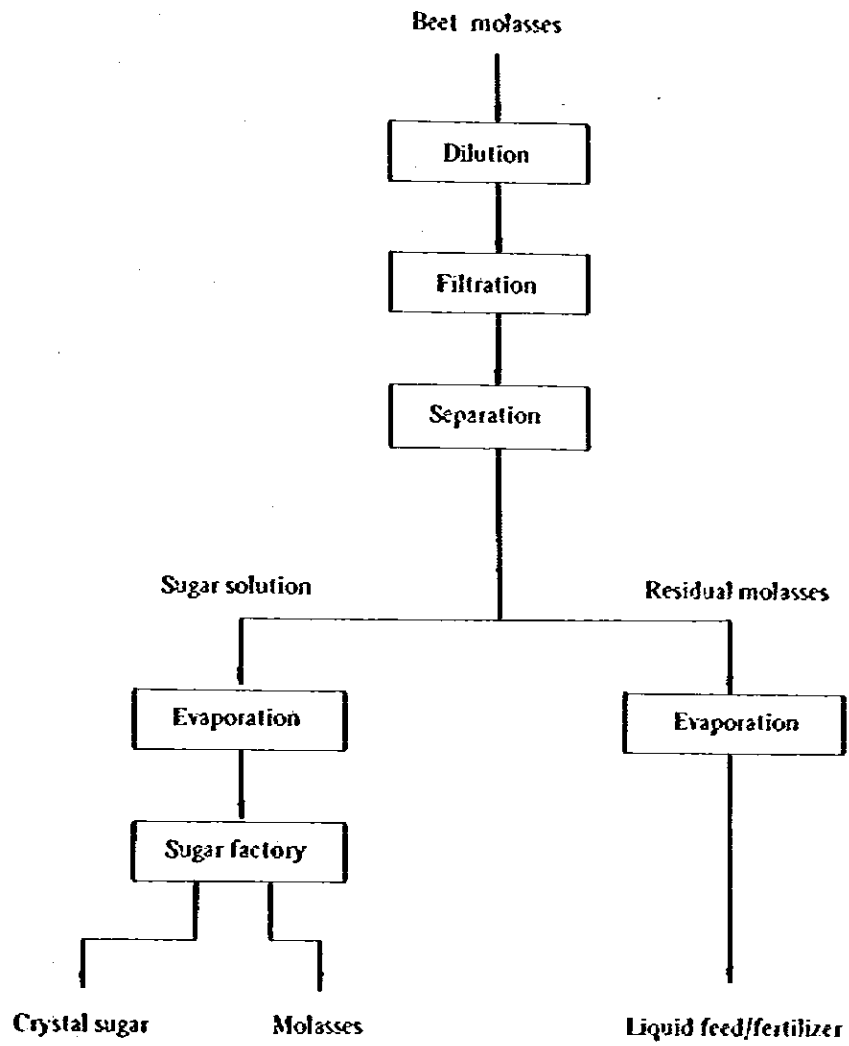 Beet molasses
Dilution
Filtration
Separation
Sugar solution
Residual molasses
Evaporation
Evaporation
Sugar factory
Crystal sugar
Molasses
Liquid feed/fertilizer